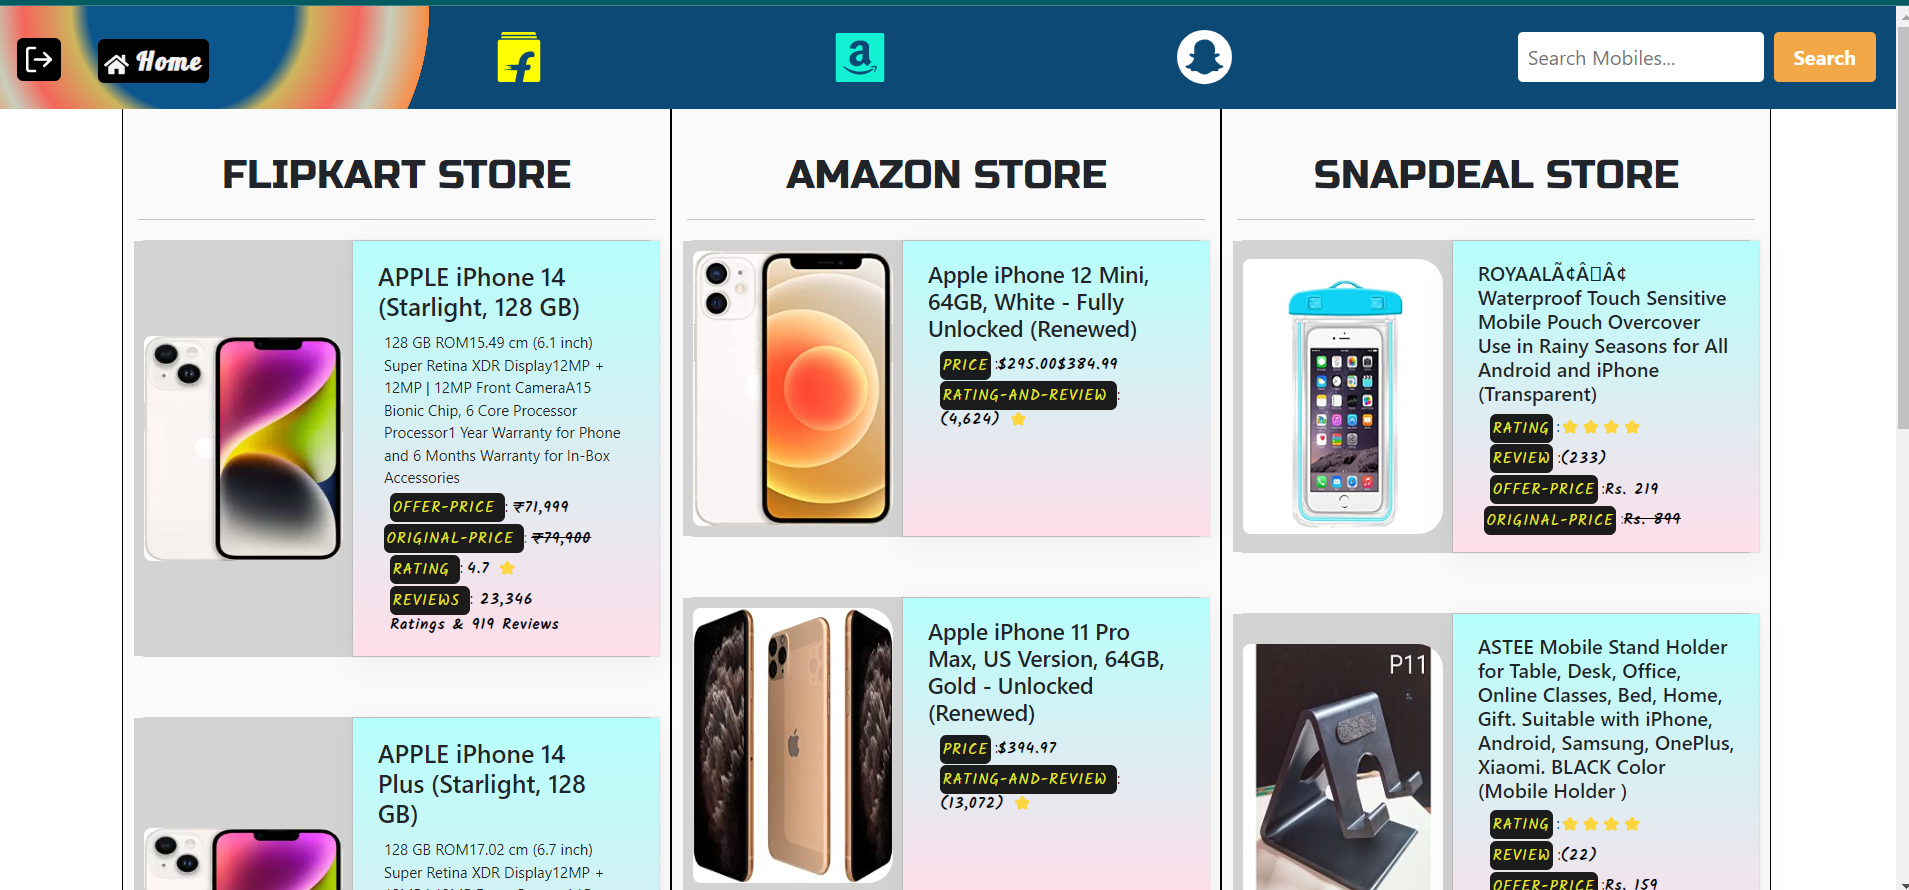 Home
Search Mobiles...
Search
FLIPKART STORE
APPLE iPhone 14
(Starlight, 128 GB)
128 GB ROM15.49 cm (6.1 inch)
Super Retina XDR Display12MP +
12MP | 12MP Front CameraA15
Bionic Chip, 6 Core Processor
Processor1 Year Warranty for Phone
and 6 Months Warranty for In-Box
Accessories
OFFER-PRICE : ₹71,999
ORIGINAL-PRICE : ₹79,900
RATING : 4.7
REVIEWS : 23,346
Ratings & 919 Reviews
APPLE iPhone 14
Plus (Starlight, 128
GB)
128 GB ROM17.02 cm (6.7 inch)
Super Retina XDR Display12MP +
AMAZON STORE
Apple iPhone 12 Mini,
64GB, White - Fully
Unlocked (Renewed)
PRICE :$295.00$384.99
RATING-AND-REVIEW :
(4,624)
Apple iPhone 11 Pro
Max, US Version, 64GB,
Gold - Unlocked
(Renewed)
PRICE :$394.97
RATING-AND-REVIEW :
(13,072)
SNAPDEAL STORE
ROYAALÃ¢Â▯Â¢
Waterproof Touch Sensitive
Mobile Pouch Overcover
Use in Rainy Seasons for All
Android and iPhone
(Transparent)
RATING :
REVIEW :(233)
OFFER-PRICE :Rs. 219
ORIGINAL-PRICE :Rs. 899
P11
ASTEE Mobile Stand Holder
for Table, Desk, Office,
Online Classes, Bed, Home,
Gift. Suitable with iPhone,
Android, Samsung, OnePlus,
Xiaomi. BLACK Color
(Mobile Holder )
RATING :
REVIEW :(22)
OFFER-PRICE :Rs. 159